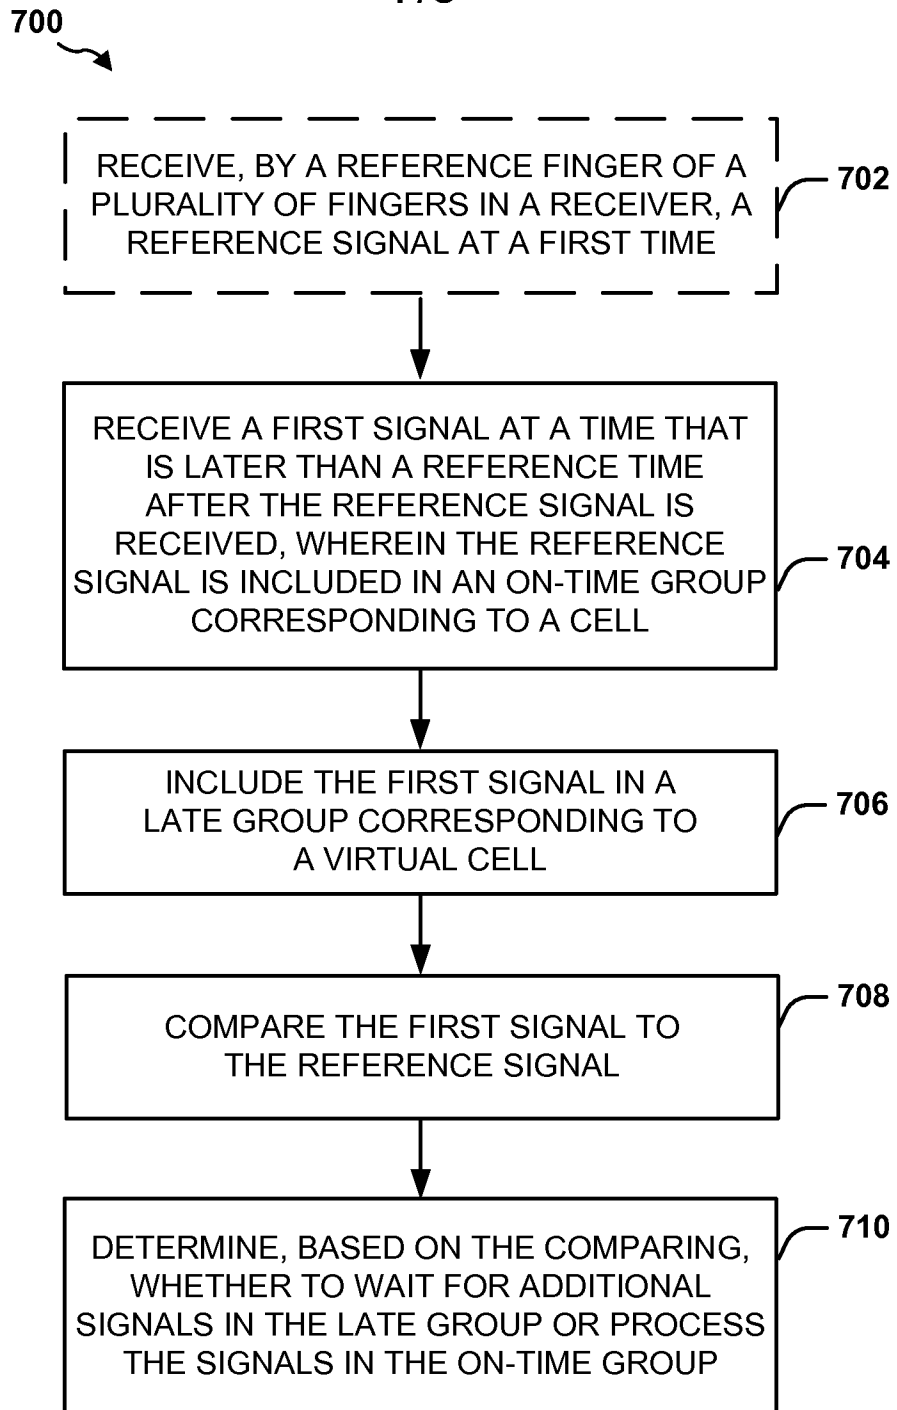 700
RECEIVE, BY A REFERENCE FINGER OF A
PLURALITY OF FINGERS IN A RECEIVER, A
REFERENCE SIGNAL AT A FIRST TIME
702
RECEIVE A FIRST SIGNAL AT A TIME THAT
IS LATER THAN A REFERENCE TIME
AFTER THE REFERENCE SIGNAL IS
RECEIVED, WHEREIN THE REFERENCE
SIGNAL IS INCLUDED IN AN ON-TIME GROUP
CORRESPONDING TO A CELL
704
INCLUDE THE FIRST SIGNAL IN A
LATE GROUP CORRESPONDING TO
A VIRTUAL CELL
706
COMPARE THE FIRST SIGNAL TO
THE REFERENCE SIGNAL
708
DETERMINE, BASED ON THE COMPARING,
WHETHER TO WAIT FOR ADDITIONAL
SIGNALS IN THE LATE GROUP OR PROCESS
THE SIGNALS IN THE ON-TIME GROUP
710